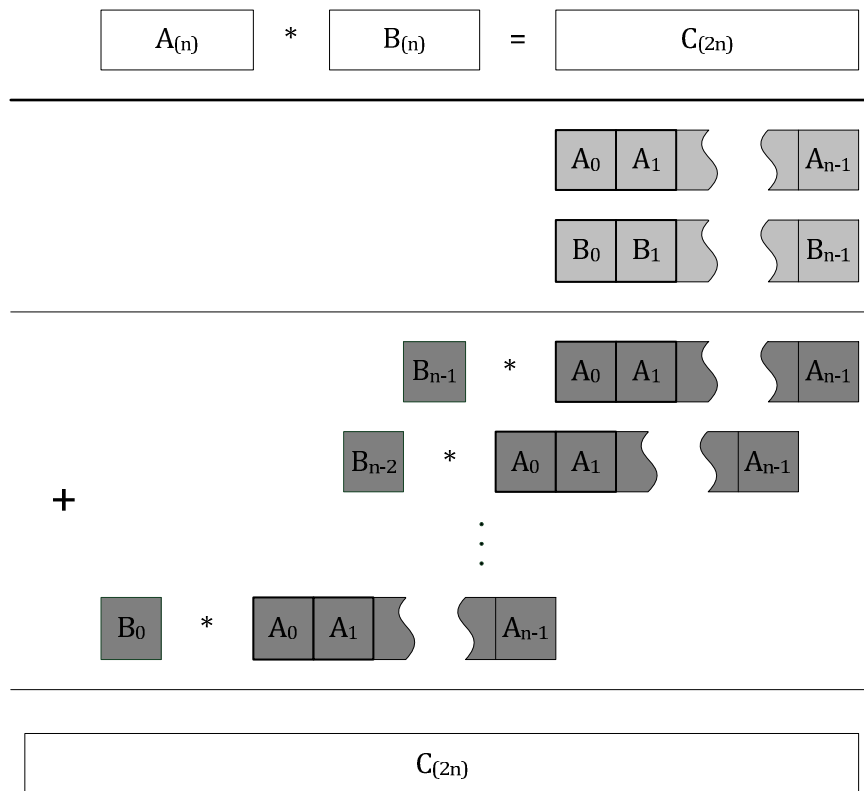 A(n) * B(n) = C(2n)
A0 A1 An-1
B0 B1 Bn-1
Bn-1 * A0 A1 An-1
Bn-2 * A0 A1 An-1
+
B0 * A0 A1 An-1
C(2n)